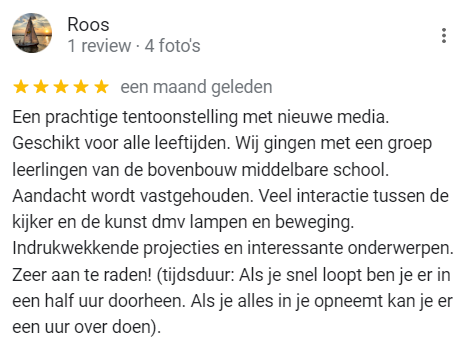 Roos
1 review · 4 foto's
een maand geleden
Een prachtige tentoonstelling met nieuwe media.
Geschikt voor alle leeftijden. Wij gingen met een groep
leerlingen van de bovenbouw middelbare school.
Aandacht wordt vastgehouden. Veel interactie tussen de
kijker en de kunst dmv lampen en beweging.
Indrukwekkende projecties en interessante onderwerpen.
Zeer aan te raden! (tijdsduur: Als je snel loopt ben je er in
een half uur doorheen. Als je alles in je opneemt kan je er
een uur over doen).